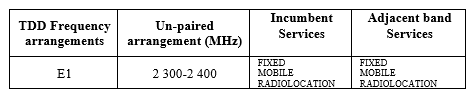 TDD Frequency arrangements
Un-paired arrangement (MHz)
Incumbent Services
Adjacent band Services
E1
2 300-2 400
FIXED
MOBILE
RADIOLOCATION
FIXED
MOBILE
RADIOLOCATION